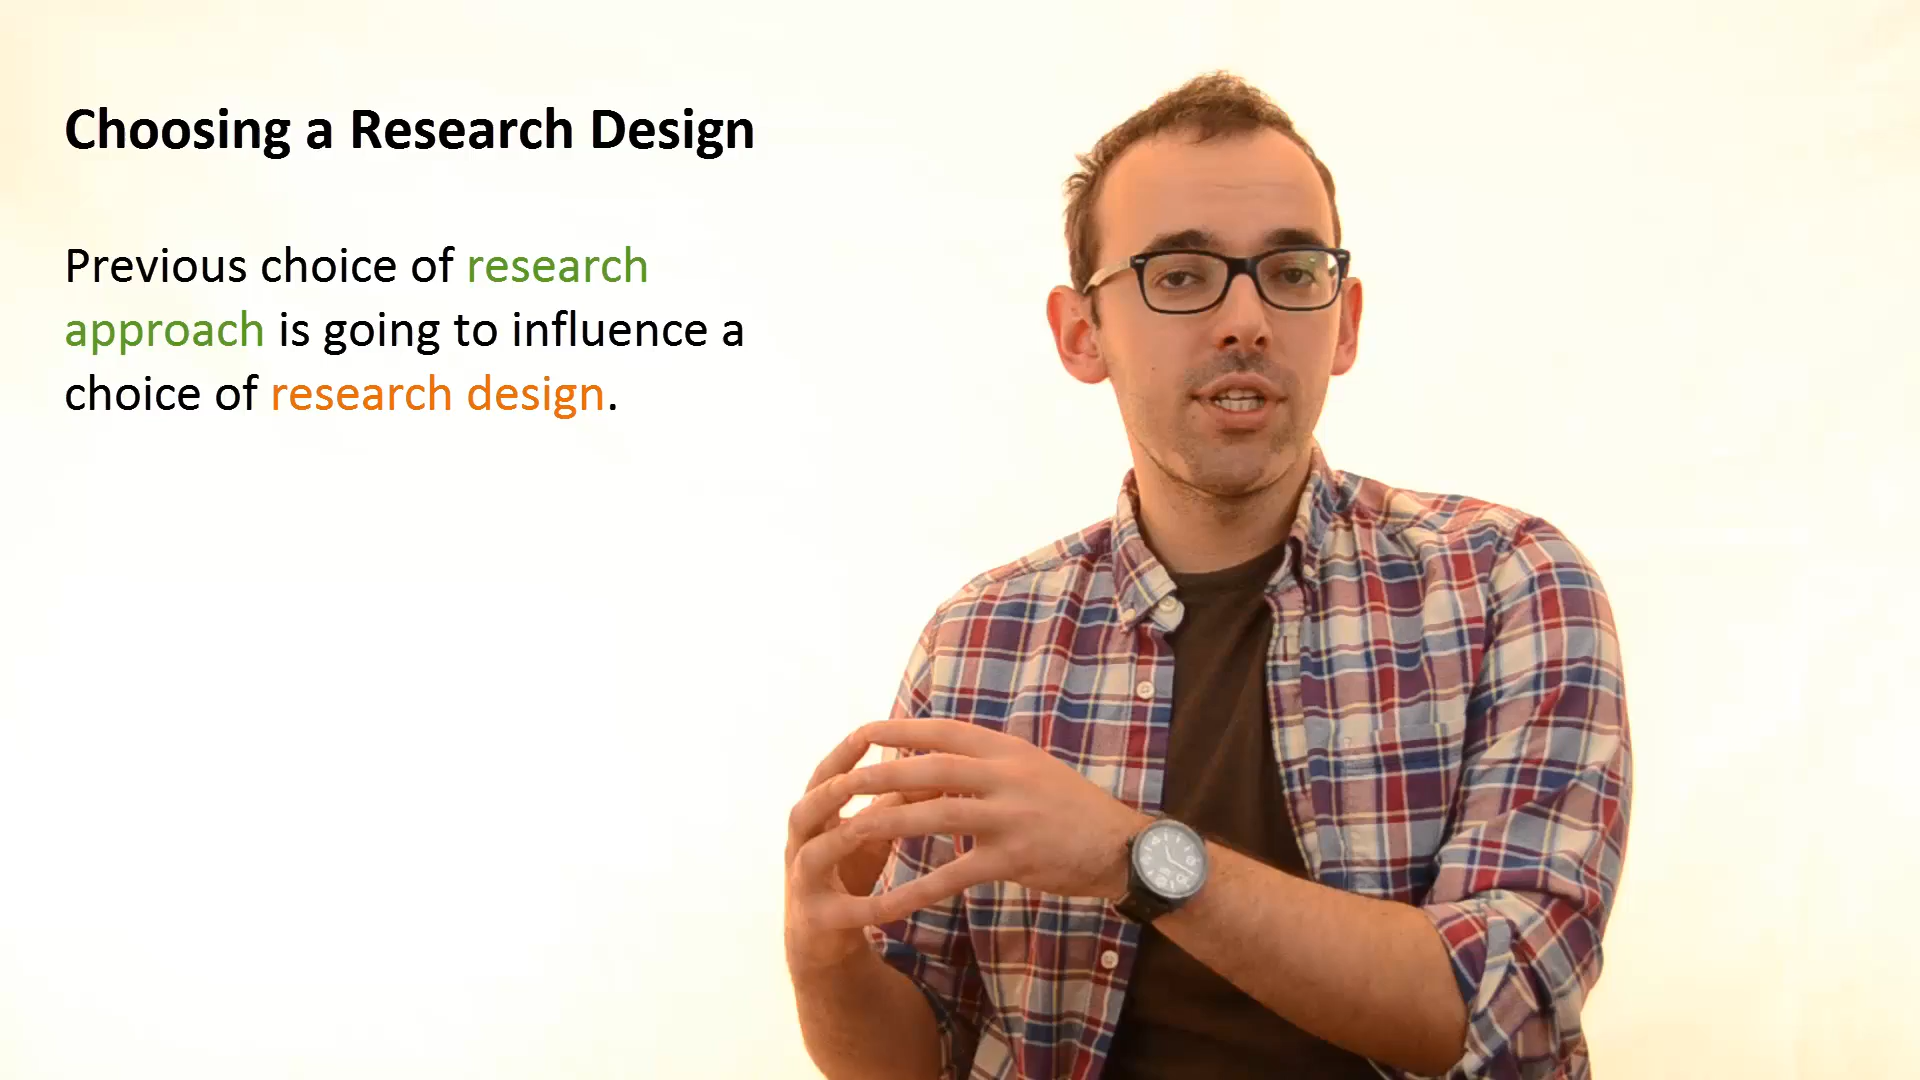 Choosing a Research Design
Previous choice of research
approach is going to influence a
choice of research design.